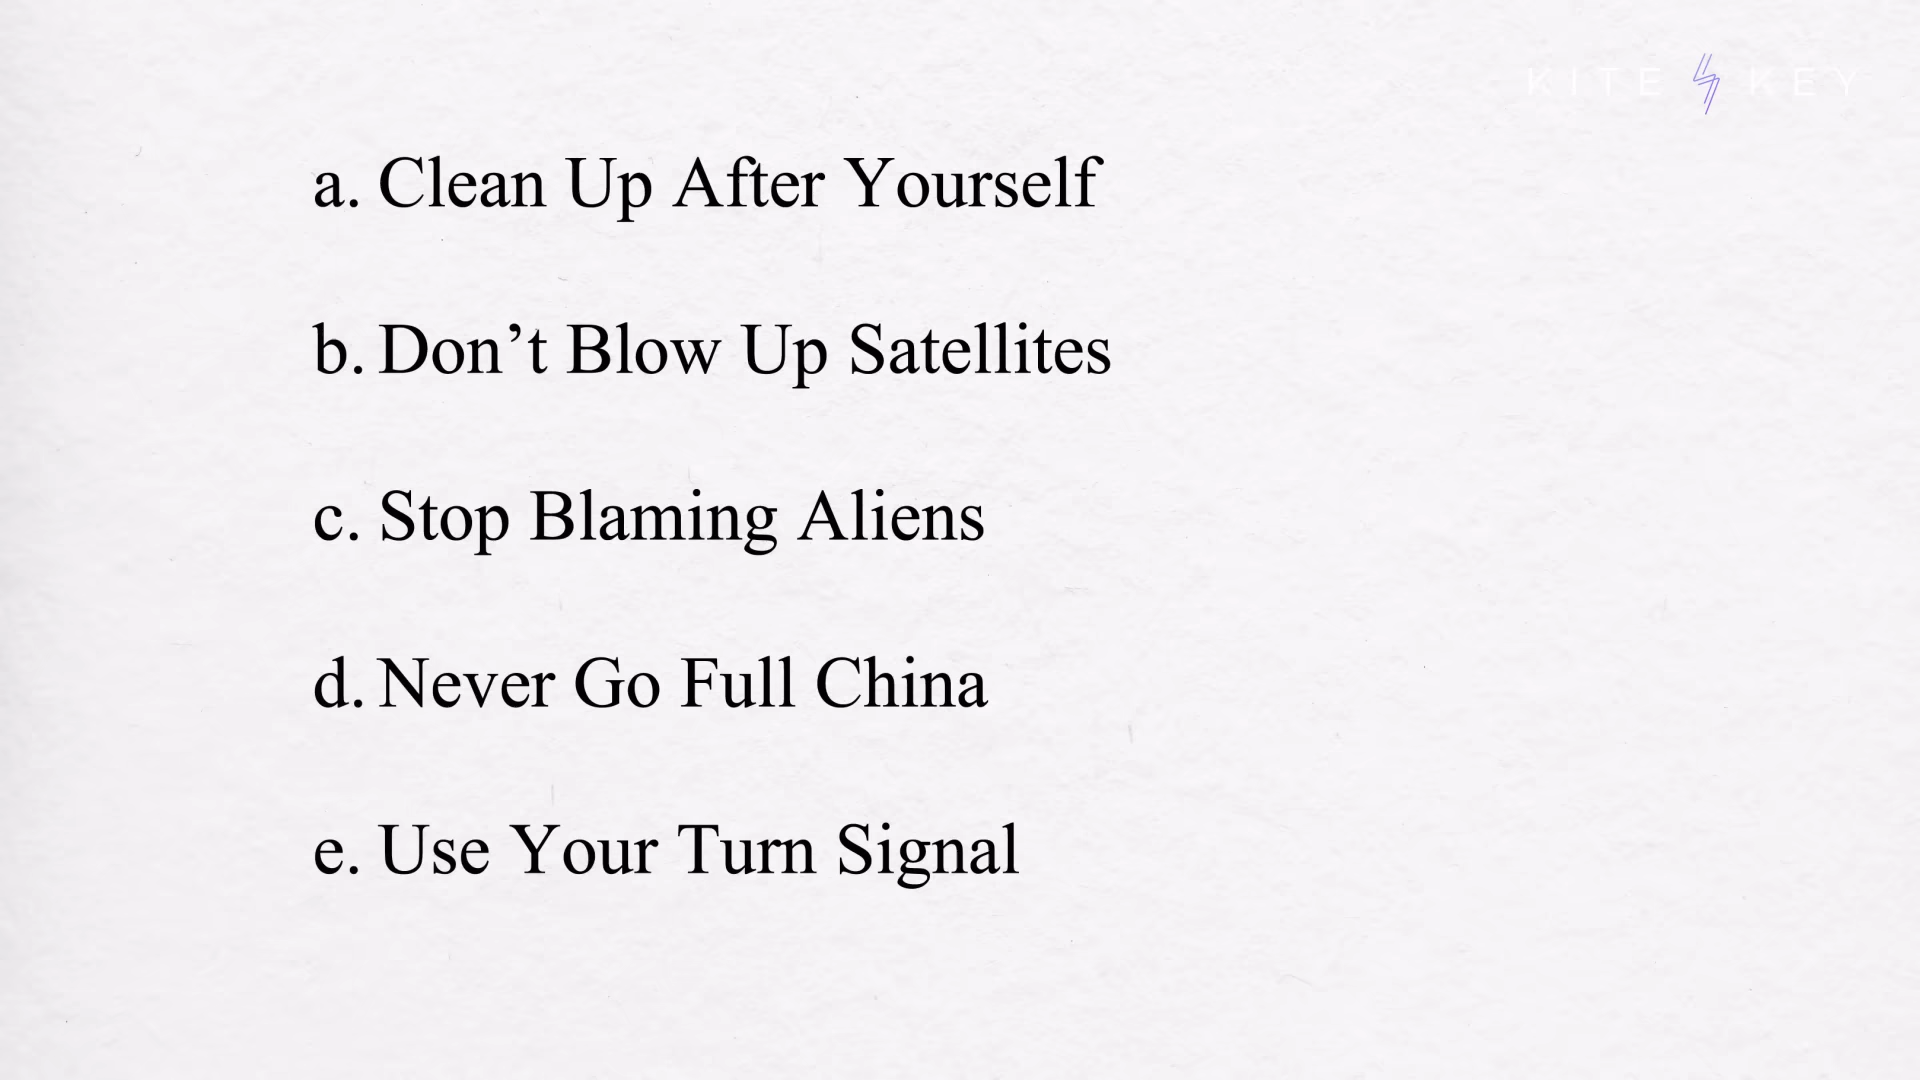 KITE KEY
a. Clean Up After Yourself
b. Don’t Blow Up Satellites
c. Stop Blaming Aliens
d. Never Go Full China
e. Use Your Turn Signal